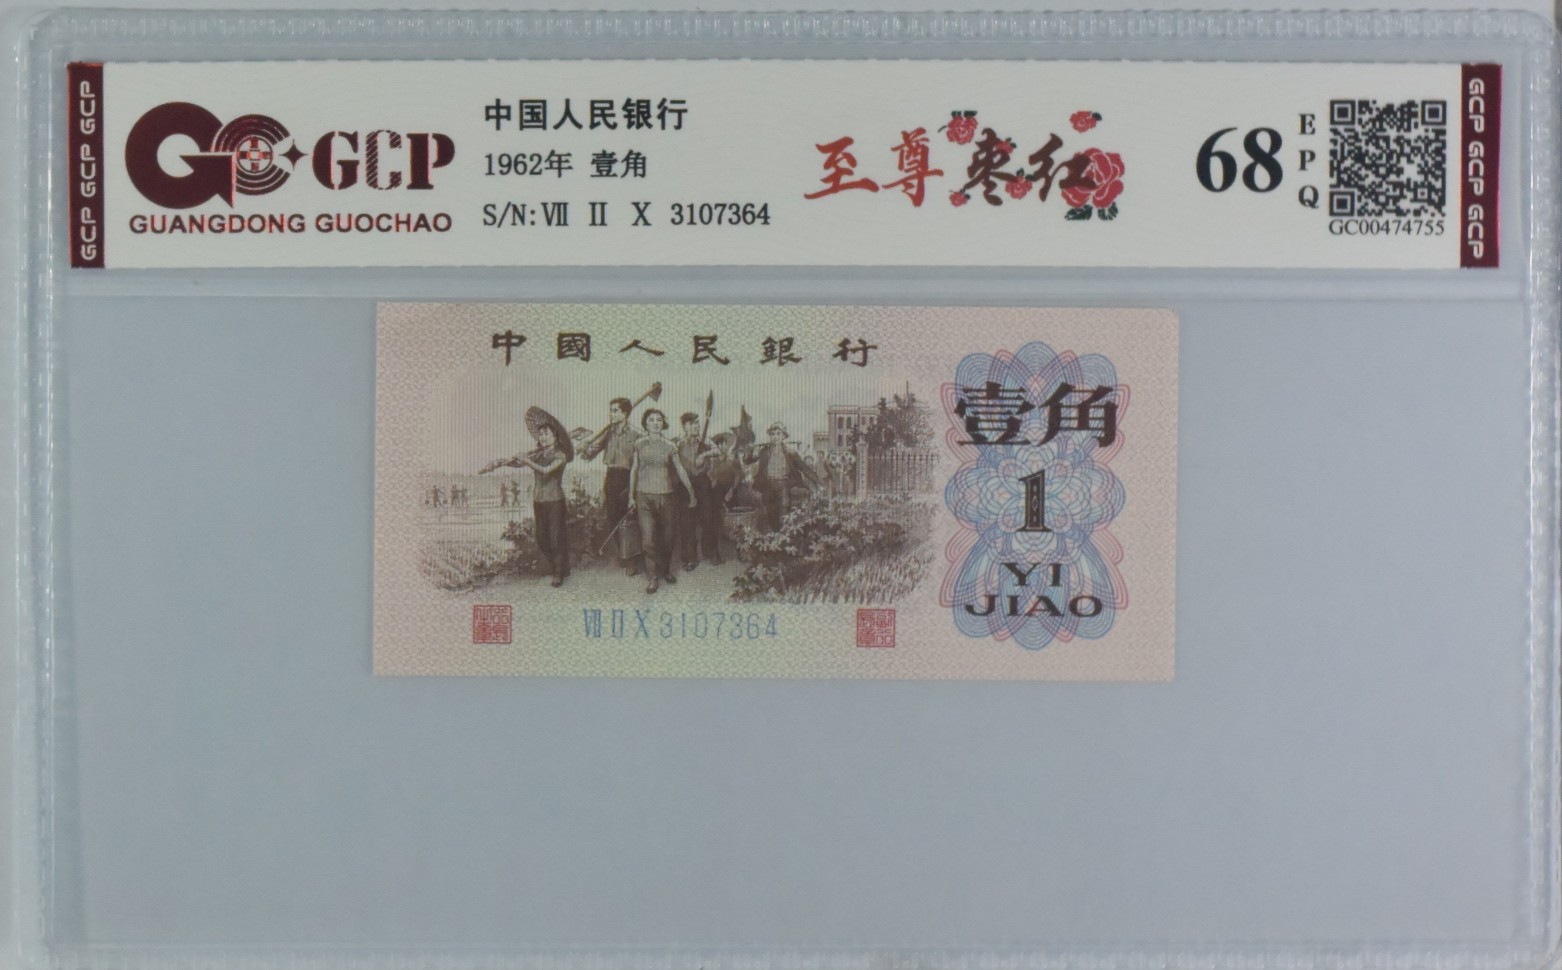 GCP GCP GCP
GCP
GUANGDONG GUOCHAO
中国人民银行
1962年 壹角
S/N:Ⅶ Ⅱ X 3107364
至尊枣红
68
EPQ
GC00474755
GCP GCP GCP
中國人民銀行
壹角
1
YI
JIAO
Ⅶ Ⅱ X 3107364